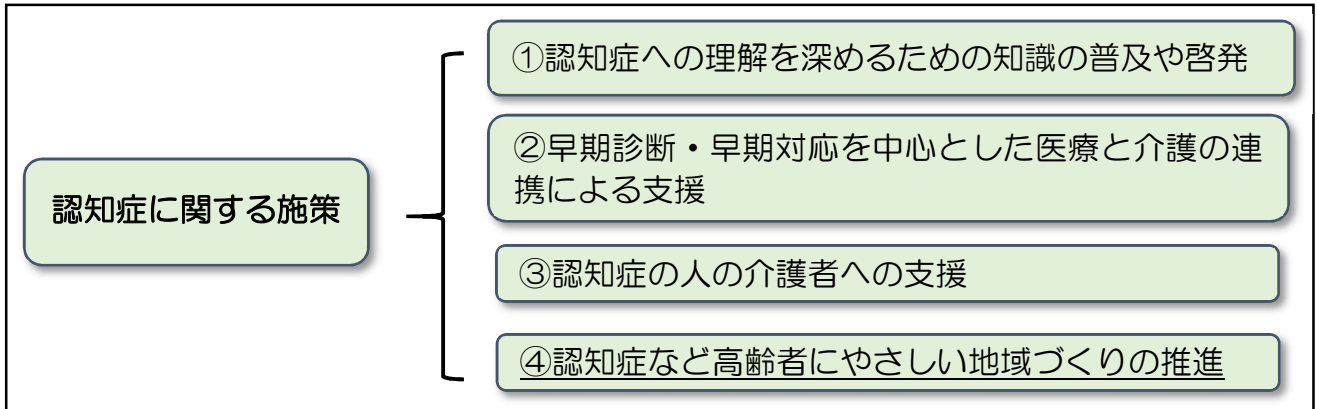 認知症に関する施策
①認知症への理解を深めるための知識の普及や啓発
②早期診断・早期対応を中心とした医療と介護の連
携による支援
③認知症の人の介護者への支援
④認知症など高齢者にやさしい地域づくりの推進